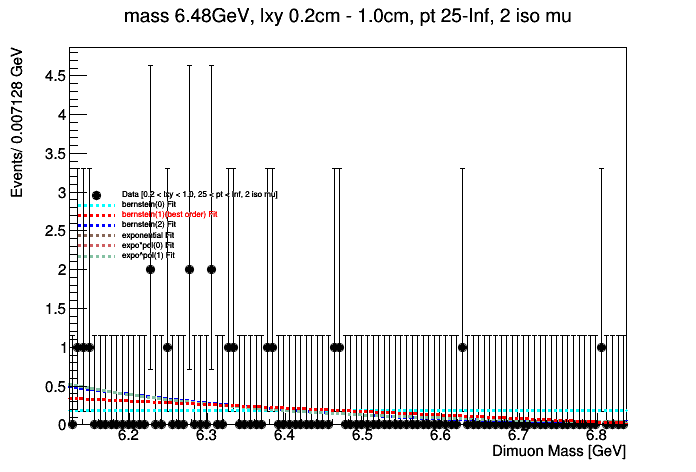 mass 6.48GeV, lxy 0.2cm - 1.0cm, pt 25-Inf, 2 iso mu
Events/ 0.007128 GeV
4.5
4
3.5
3
2.5
2
1.5
1
0.5
0
Data [0.2 < lxy < 1.0, 25 < pt < Inf, 2 iso mu]
bernstein(0) Fit
bernstein(1)(best order) Fit
bernstein(2) Fit
exponential Fit
expo*pol(0) Fit
expo*pol(1) Fit
6.2 6.3 6.4 6.5 6.6 6.7 6.8
Dimuon Mass [GeV]